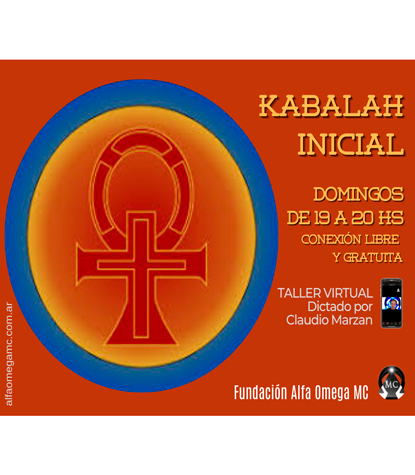 KABALAH
INICIAL
DOMINGOS
DE 19 A 20 HS
CONEXIÓN LIBRE
Y GRATUITA
TALLER VIRTUAL
Dictado por
Claudio Marzan
Fundación Alfa Omega MC
MC
alfaomegamc.com.ar